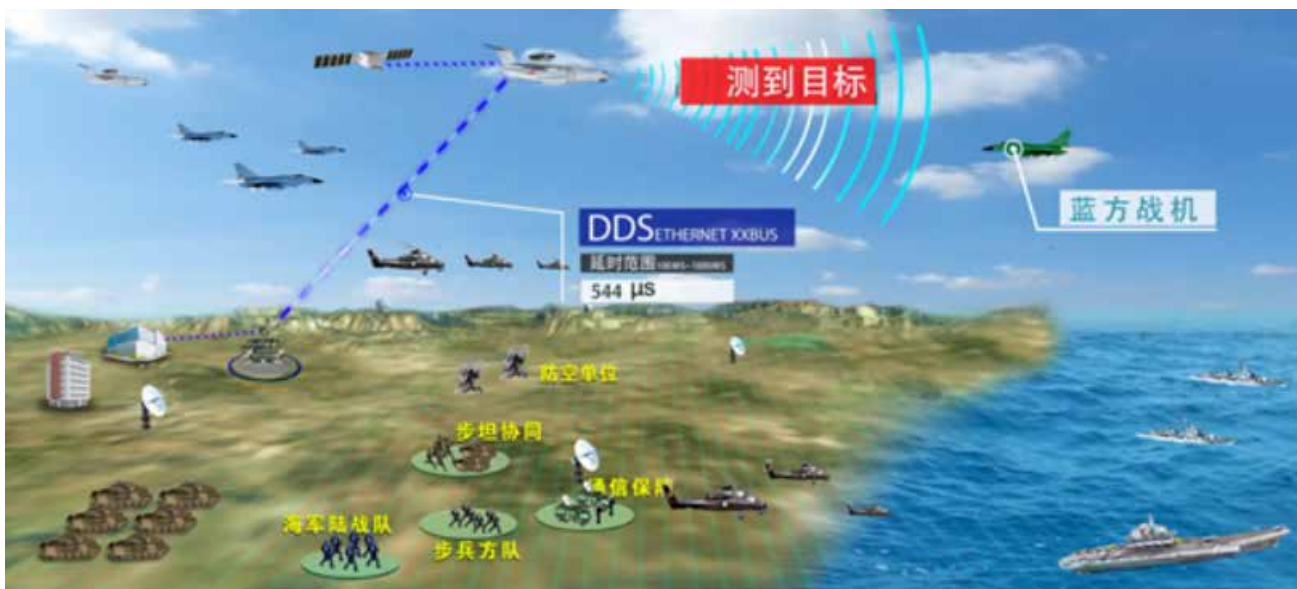 测到目标
蓝方战机
DDS ETHERNET XXBUS
延时范围
544 μs
防空单位
步坦协同
通信保障
海军陆战队
步兵方队